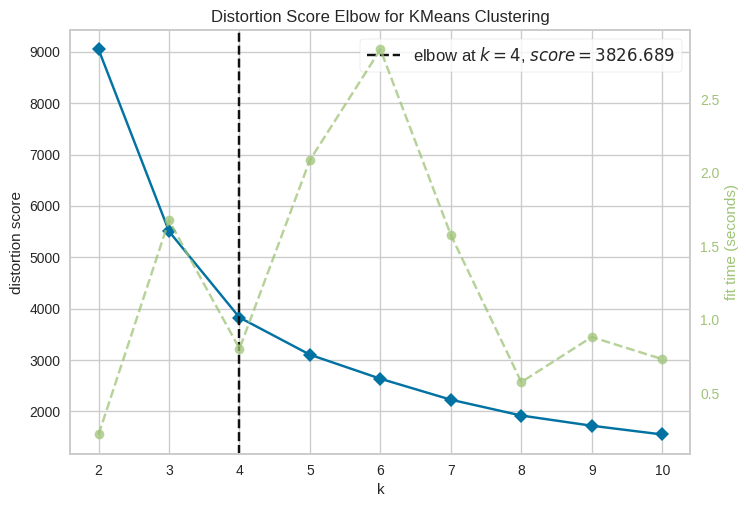 Distortion Score Elbow for KMeans Clustering
elbow at k = 4, score = 3826.689
9000
8000
7000
6000
5000
4000
3000
2000
distortion score
2.5
2.0
1.5
1.0
0.5
fit time (seconds)
2 3 4 5 6 7 8 9 10
k